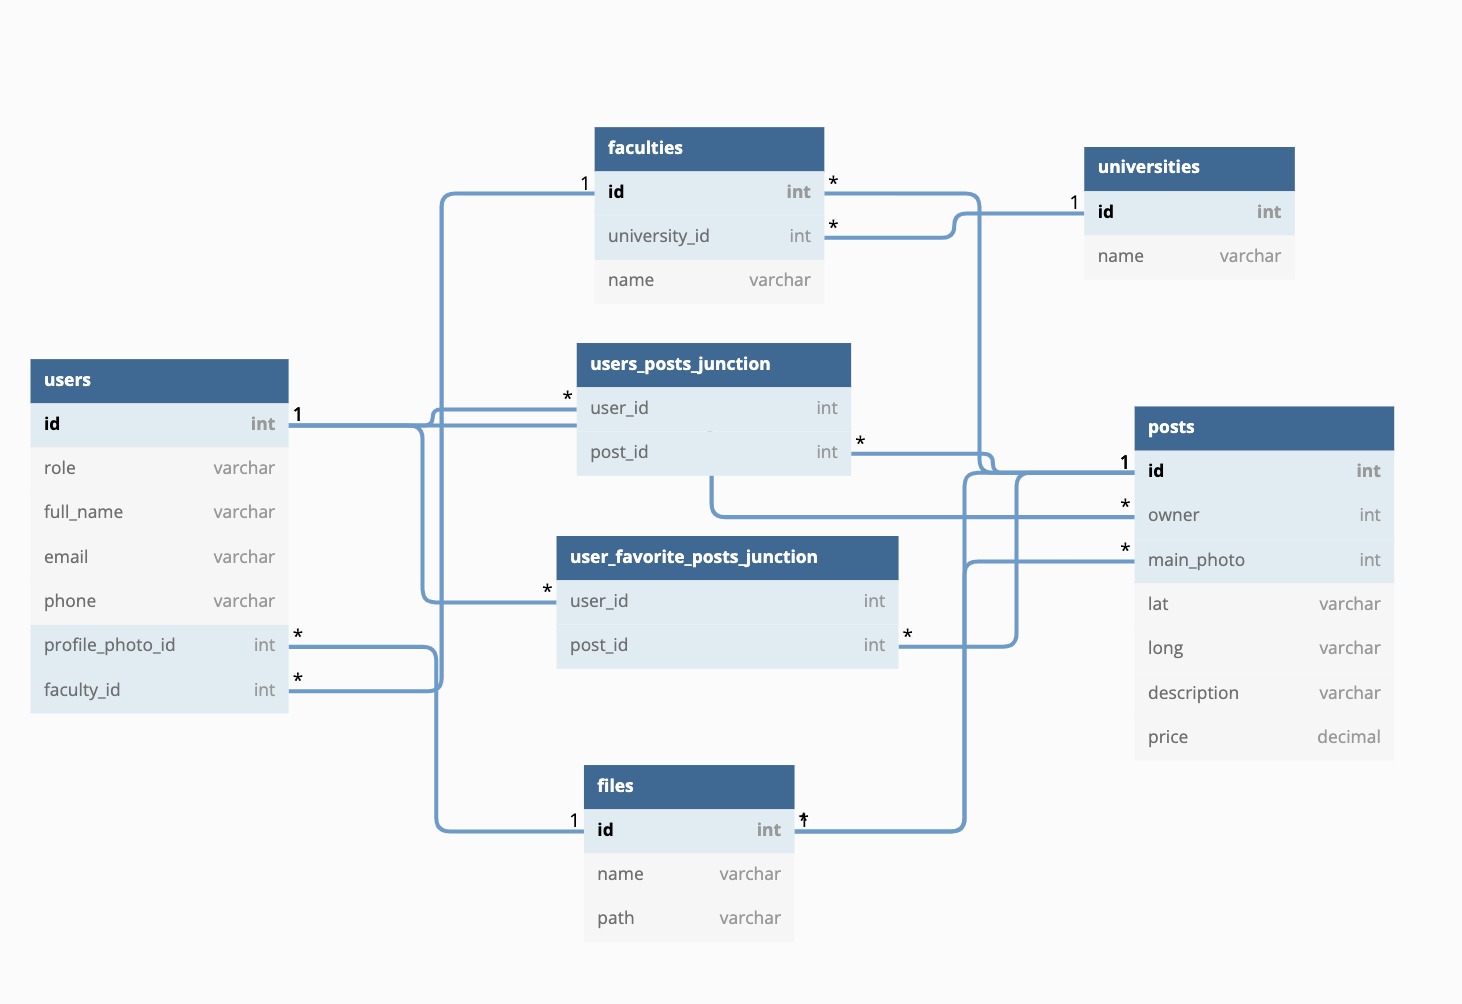 faculties
1 id int *
university_id int *
name varchar
universities
1 id int
name varchar
users
id int 1
role varchar
full_name varchar
email varchar
phone varchar
profile_photo_id int *
faculty_id int *
users_posts_junction
* user_id int
post_id int *
user_favorite_posts_junction
* user_id int
post_id int *
posts
1 id int
* owner int
* main_photo int
lat varchar
long varchar
description varchar
price decimal
files
1 id int * 1
name varchar
path varchar